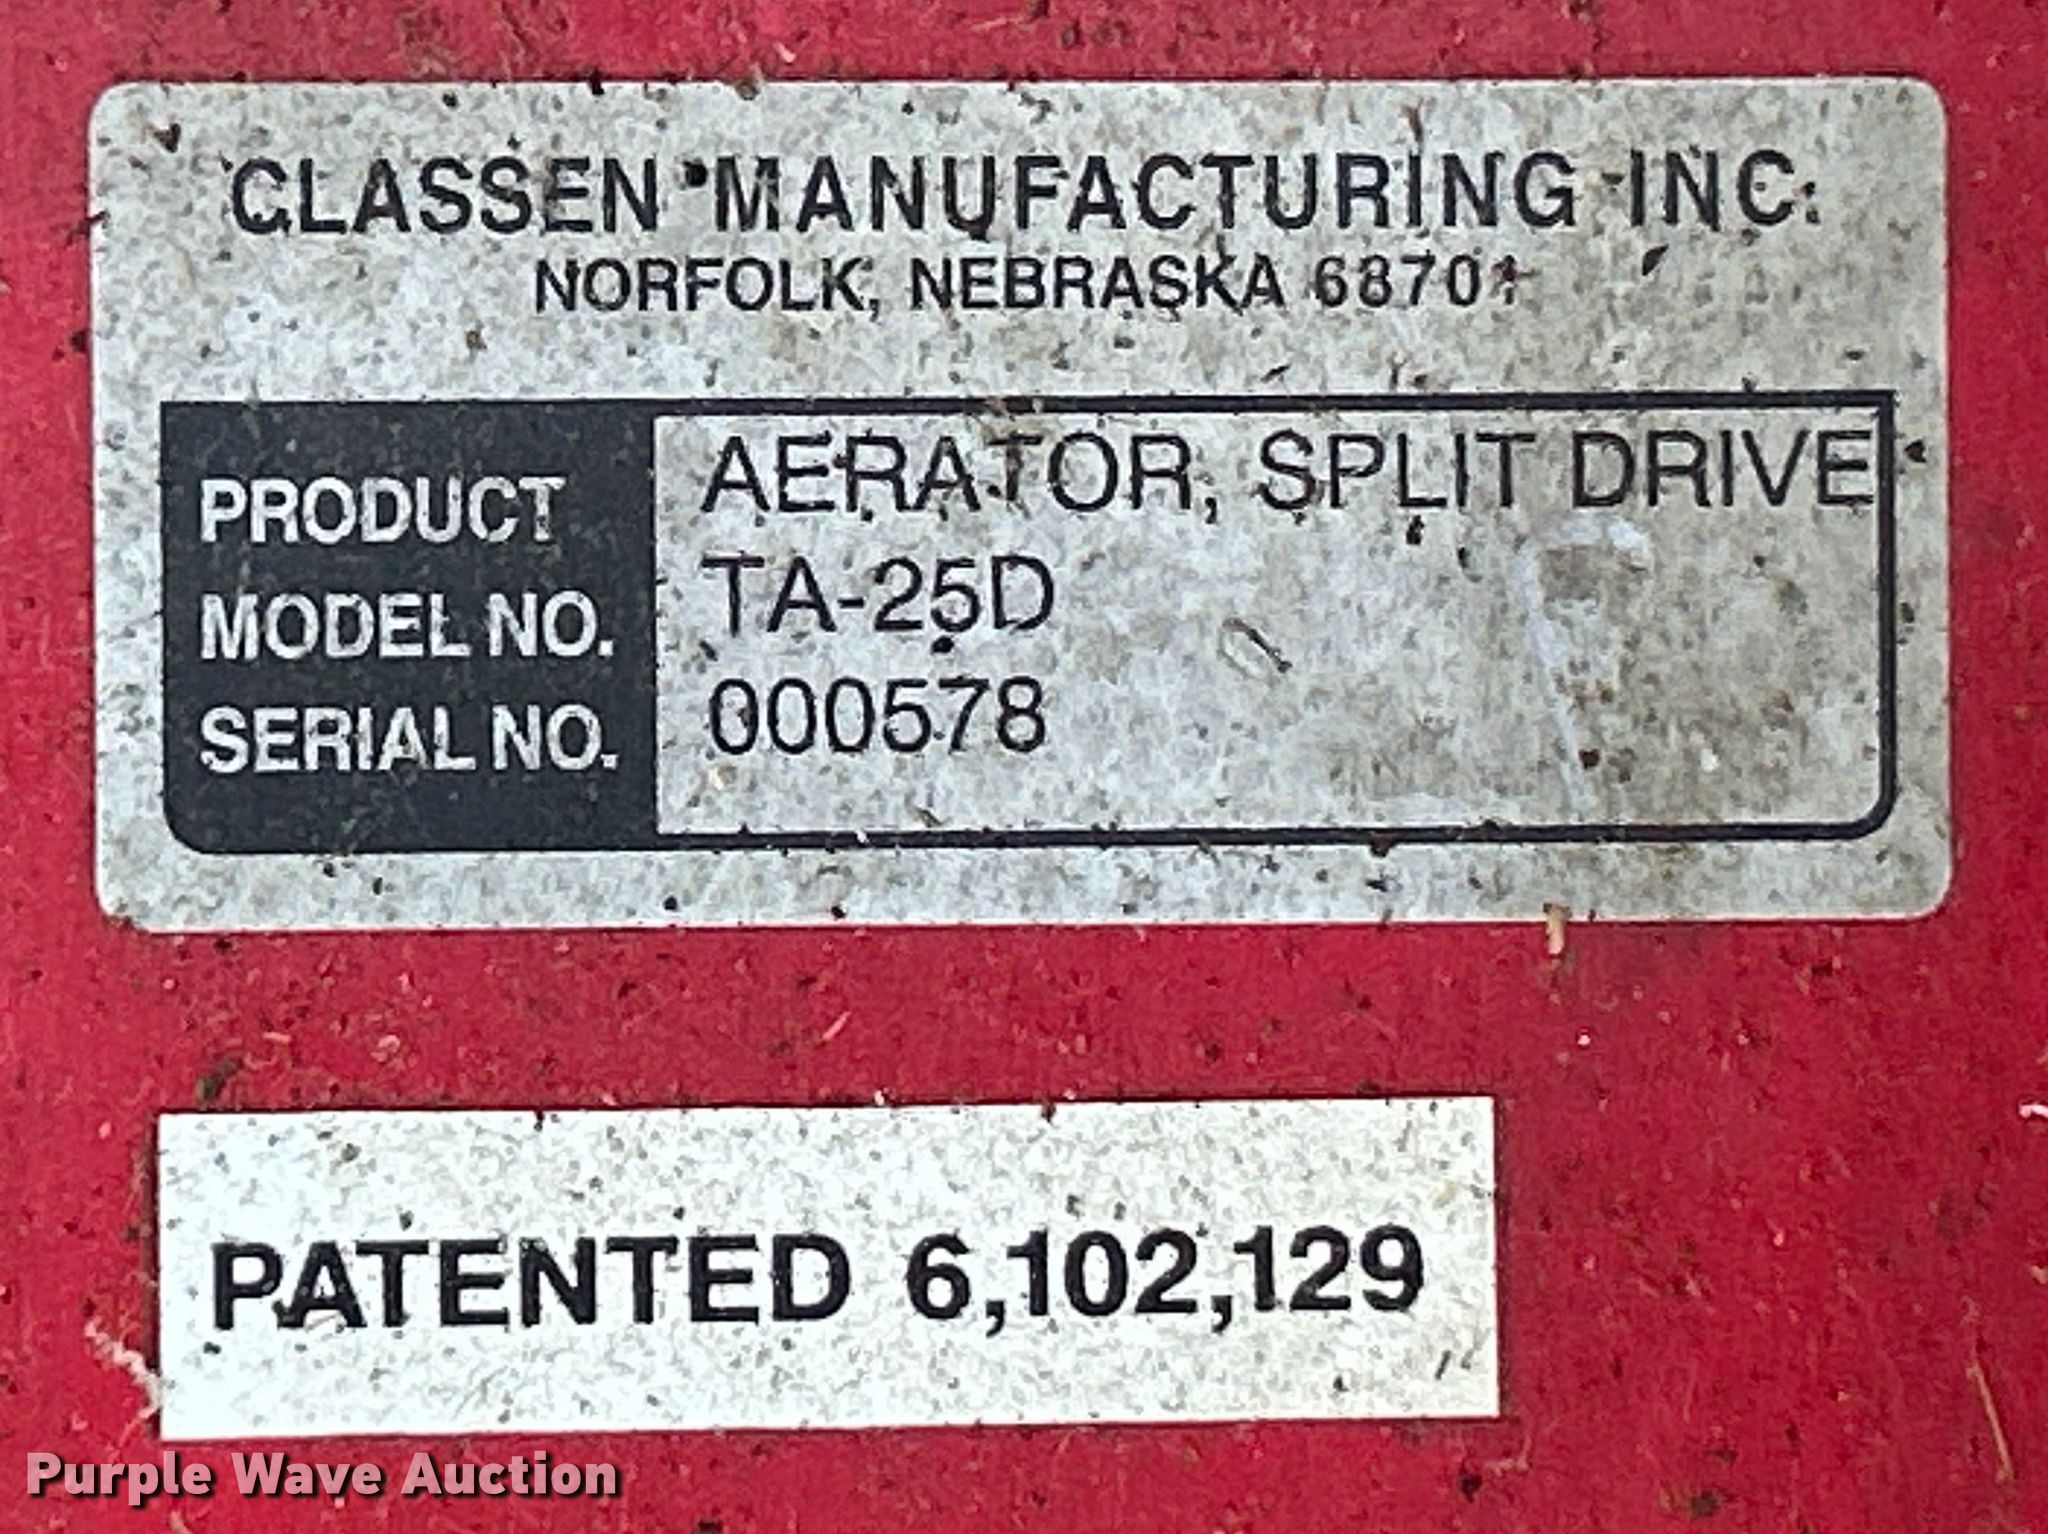 CLASSEN MANUFACTURING INC.
NORFOLK, NEBRASKA 68701
PRODUCT AERATOR, SPLIT DRIVE
MODEL NO. TA-25D
SERIAL NO. 000578
PATENTED 6,102,129
Purple Wave Auction